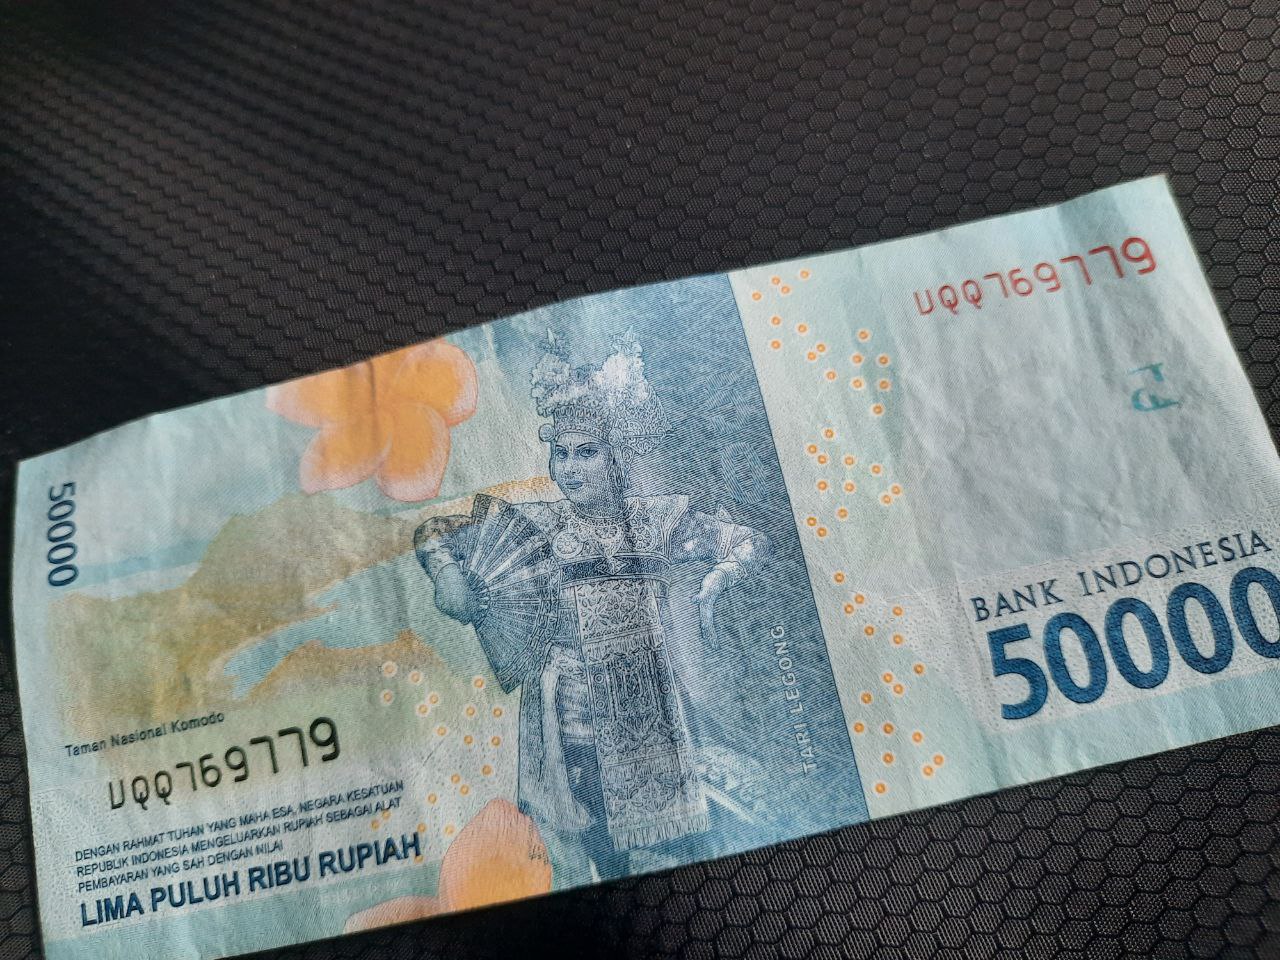 UQQ769779
50000
BANK INDONESIA
50000
TARI LEGONG
Taman Nasional Komodo
UQQ769779
DENGAN RAHMAT TUHAN YANG MAHA ESA, NEGARA KESATUAN
REPUBLIK INDONESIA MENGELUARKAN RUPIAH SEBAGAI ALAT
PEMBAYARAN YANG SAH DENGAN NILAI
LIMA PULUH RIBU RUPIAH